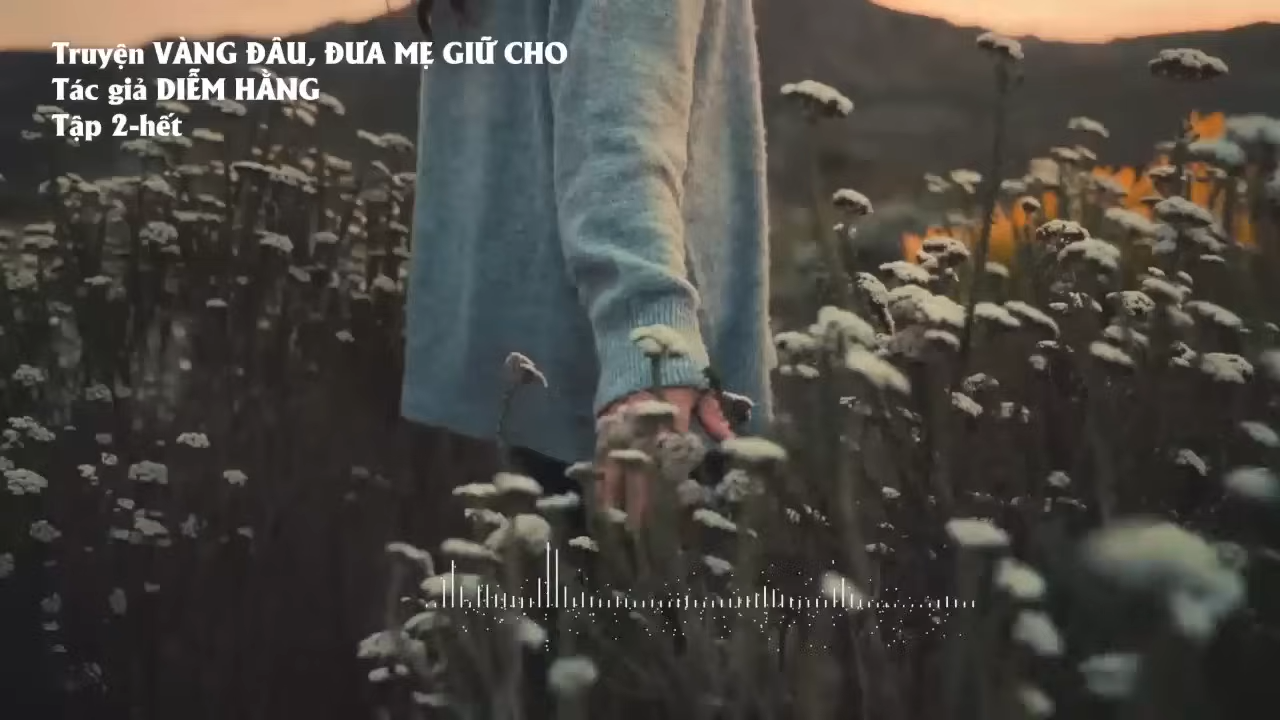 Truyện VÀNG ĐÂU, ĐƯA MẸ GIỮ CHO
Tác giả DIỄM HẰNG
Tập 2-hết